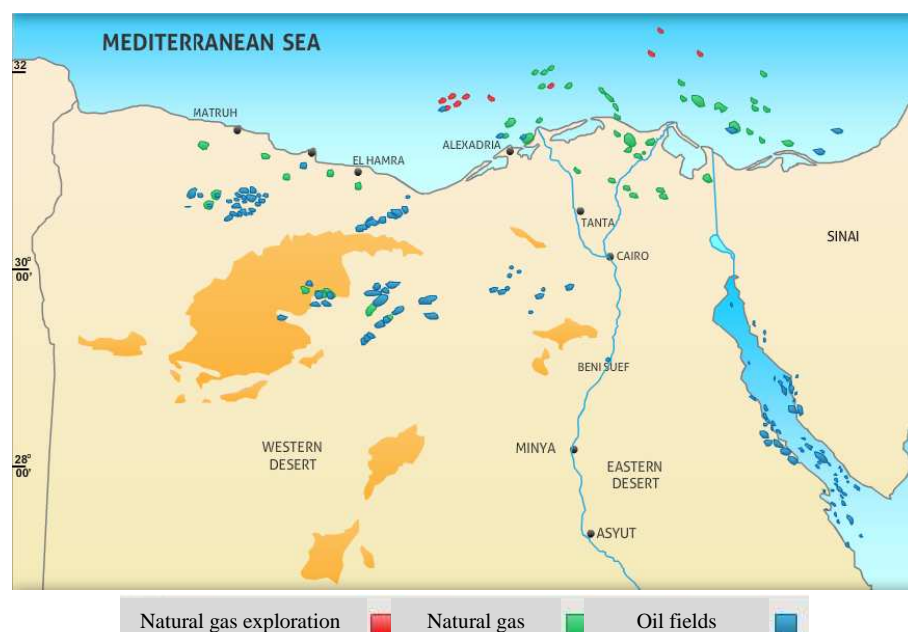 MEDITERRANEAN SEA
32
MATRUH
ALEXADRIA
EL HAMRA
TANTA
SINAI
CAIRO
30°
00'
BENI SUEF
WESTERN
DESERT
MINYA
EASTERN
DESERT
28°
00'
ASYUT
Natural gas exploration Natural gas Oil fields